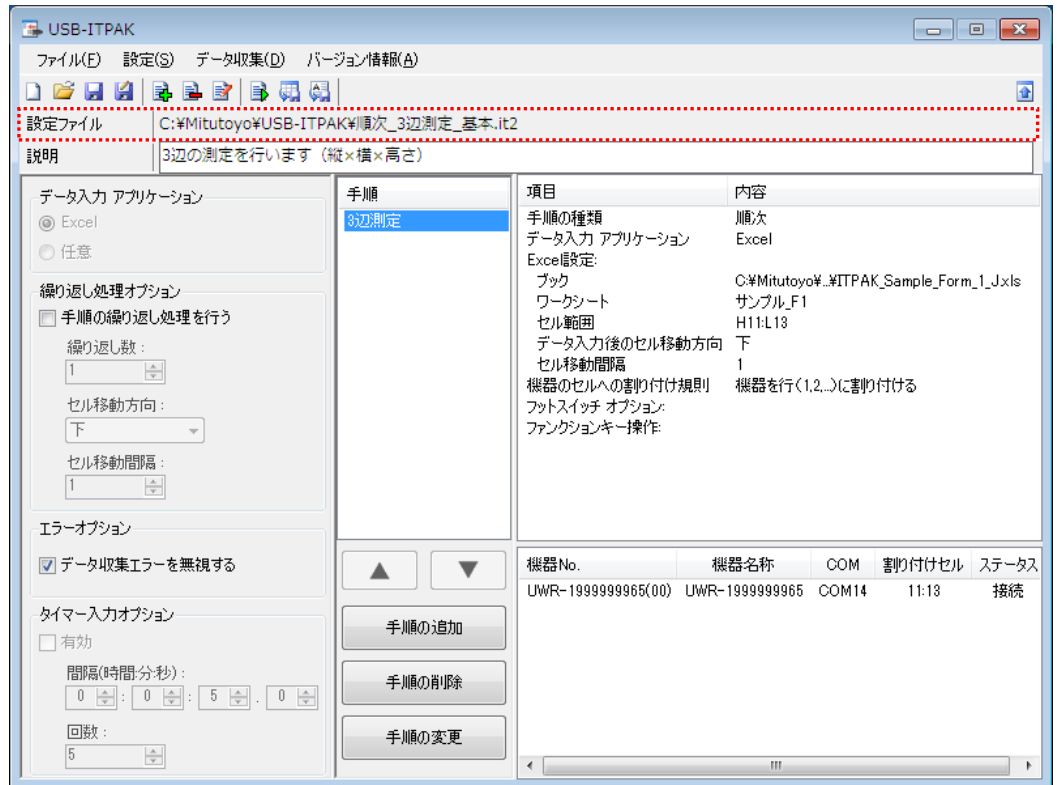 USB-ITPAK
ファイル(F) 設定(S) データ収集(D) バージョン情報(A)
設定ファイル C:¥Mitutoyo¥USB-ITPAK¥順次_3辺測定_基本.it2
説明 3辺の測定を行います（縦×横×高さ）
データ入力 アプリケーション
Excel
任意
繰り返し処理オプション
手順の繰り返し処理を行う
繰り返し数：
1
セル移動方向：
下
セル移動間隔：
1
エラーオプション
データ収集エラーを無視する
タイマー入力オプション
有効
間隔(時間:分:秒)：
0 : 0 : 5 . 0
回数：
5
手順
3辺測定
手順の追加
手順の削除
手順の変更
項目 内容
手順の種類 順次
データ入力 アプリケーション Excel
Excel設定:
ブック C:¥Mitutoyo¥..¥ITPAK_Sample_Form_1_J.xls
ワークシート サンプル_F1
セル範囲 H11:L13
データ入力後のセル移動方向 下
セル移動間隔 1
機器のセルへの割り付け規則 機器を行(1,2,..)に割り付ける
フットスイッチ オプション:
ファンクションキー操作:
機器No. 機器名称 COM 割り付けセル ステータス
UWR-1999999965(00) UWR-1999999965 COM14 11:13 接続